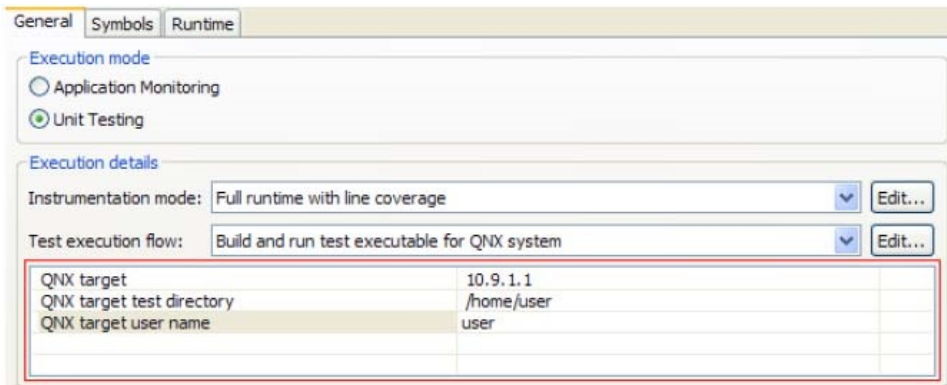 General Symbols Runtime
Execution mode
Application Monitoring
Unit Testing
Execution details
Instrumentation mode: Full runtime with line coverage Edit...
Test execution flow: Build and run test executable for QNX system Edit...
QNX target 10.9.1.1
QNX target test directory /home/user
QNX target user name user